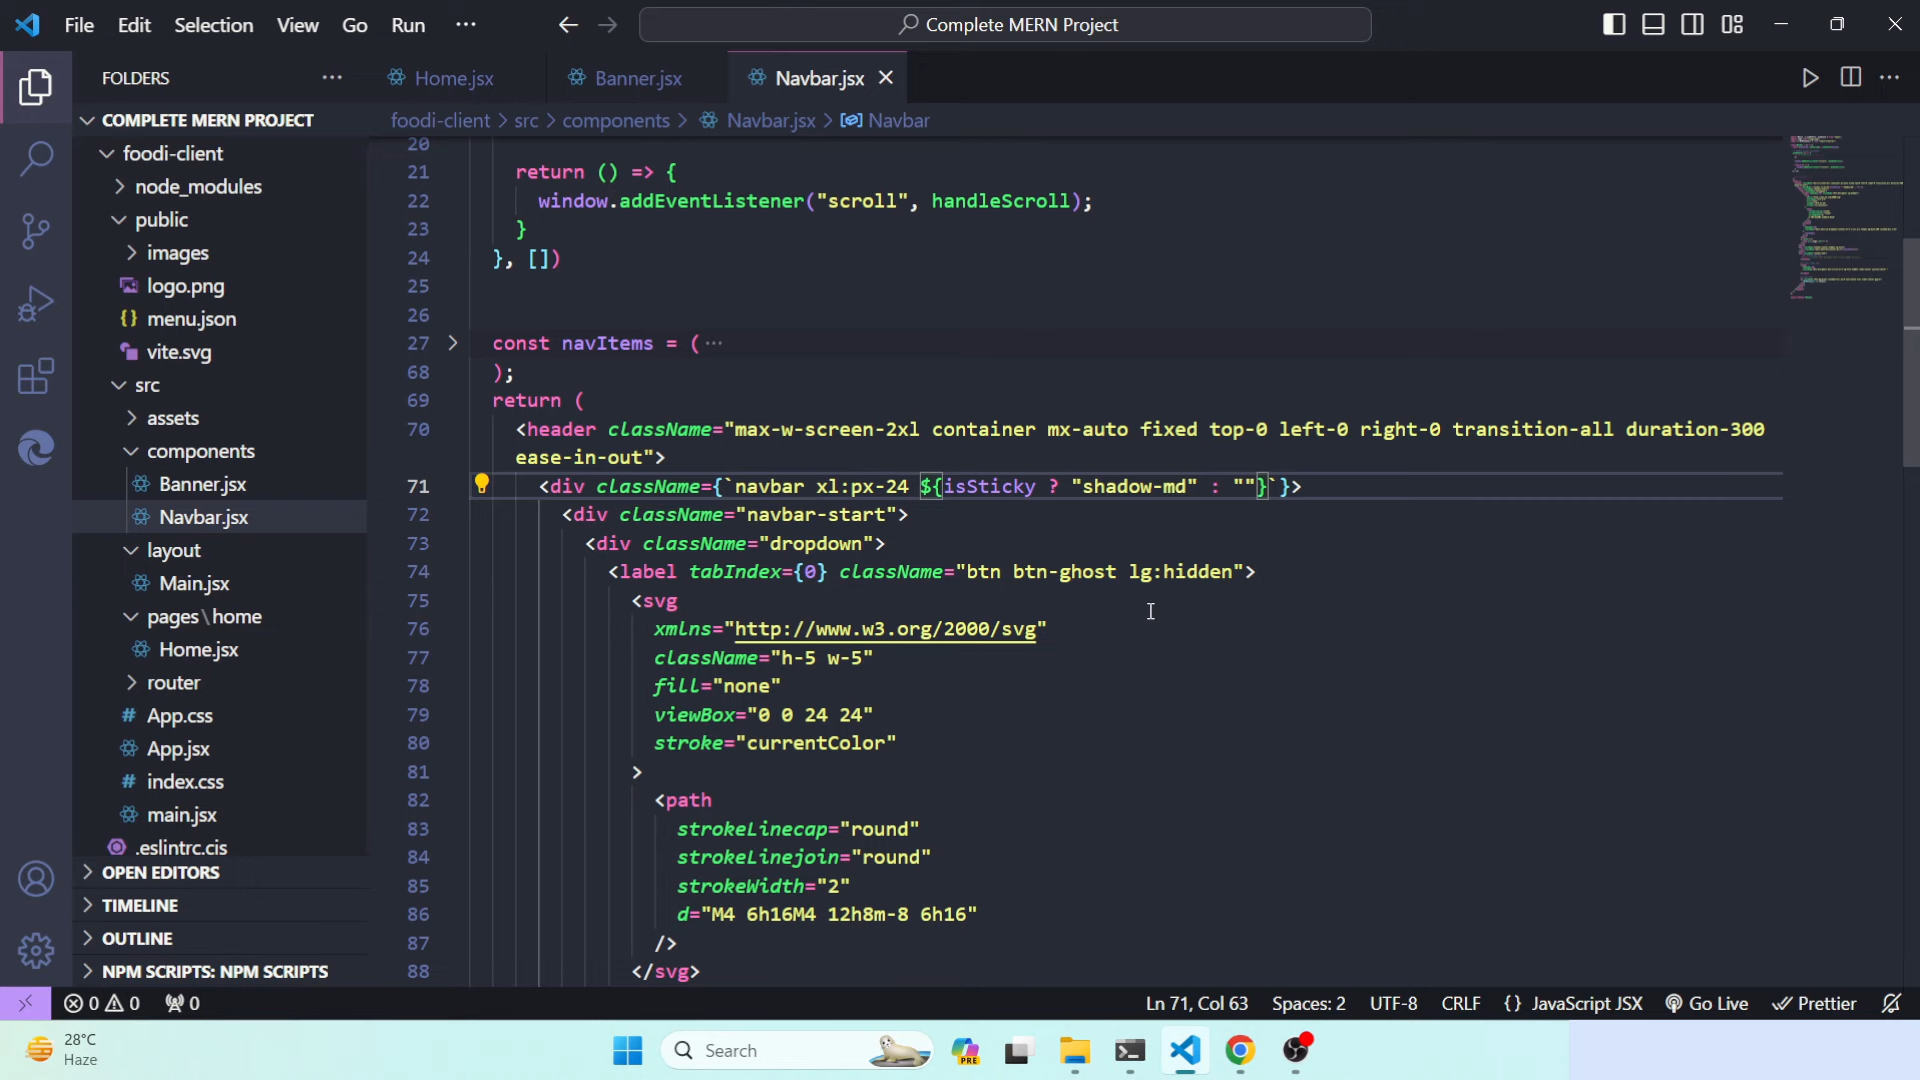 File Edit Selection View Go Run ···
Complete MERN Project
FOLDERS ···
Home.jsx Banner.jsx Navbar.jsx
COMPLETE MERN PROJECT
foodi-client > src > components > Navbar.jsx > Navbar
foodi-client
node_modules
public
images
logo.png
menu.json
vite.svg
src
assets
components
Banner.jsx
Navbar.jsx
layout
Main.jsx
pages\home
Home.jsx
router
App.css
App.jsx
index.css
main.jsx
.eslintrc.cjs
OPEN EDITORS
TIMELINE
OUTLINE
NPM SCRIPTS: NPM SCRIPTS
20
21 return () => {
22 window.addEventListener("scroll", handleScroll);
23 }
24 }, [])
25
26
27 const navItems = ( ···
68 );
69 return (
70 <header className="max-w-screen-2xl container mx-auto fixed top-0 left-0 right-0 transition-all duration-300
ease-in-out">
71 <div className={`navbar xl:px-24 ${isSticky ? "shadow-md" : ""}`}>
72 <div className="navbar-start">
73 <div className="dropdown">
74 <label tabIndex={0} className="btn btn-ghost lg:hidden">
75 <svg
76 xmlns="http://www.w3.org/2000/svg"
77 className="h-5 w-5"
78 fill="none"
79 viewBox="0 0 24 24"
80 stroke="currentColor"
81 >
82 <path
83 strokeLinecap="round"
84 strokeLinejoin="round"
85 strokeWidth="2"
86 d="M4 6h16M4 12h8m-8 6h16"
87 />
88 </svg>
0 0 0 Ln 71, Col 63 Spaces: 2 UTF-8 CRLF {} JavaScript JSX Go Live Prettier
28°C
Haze
Search
PRE